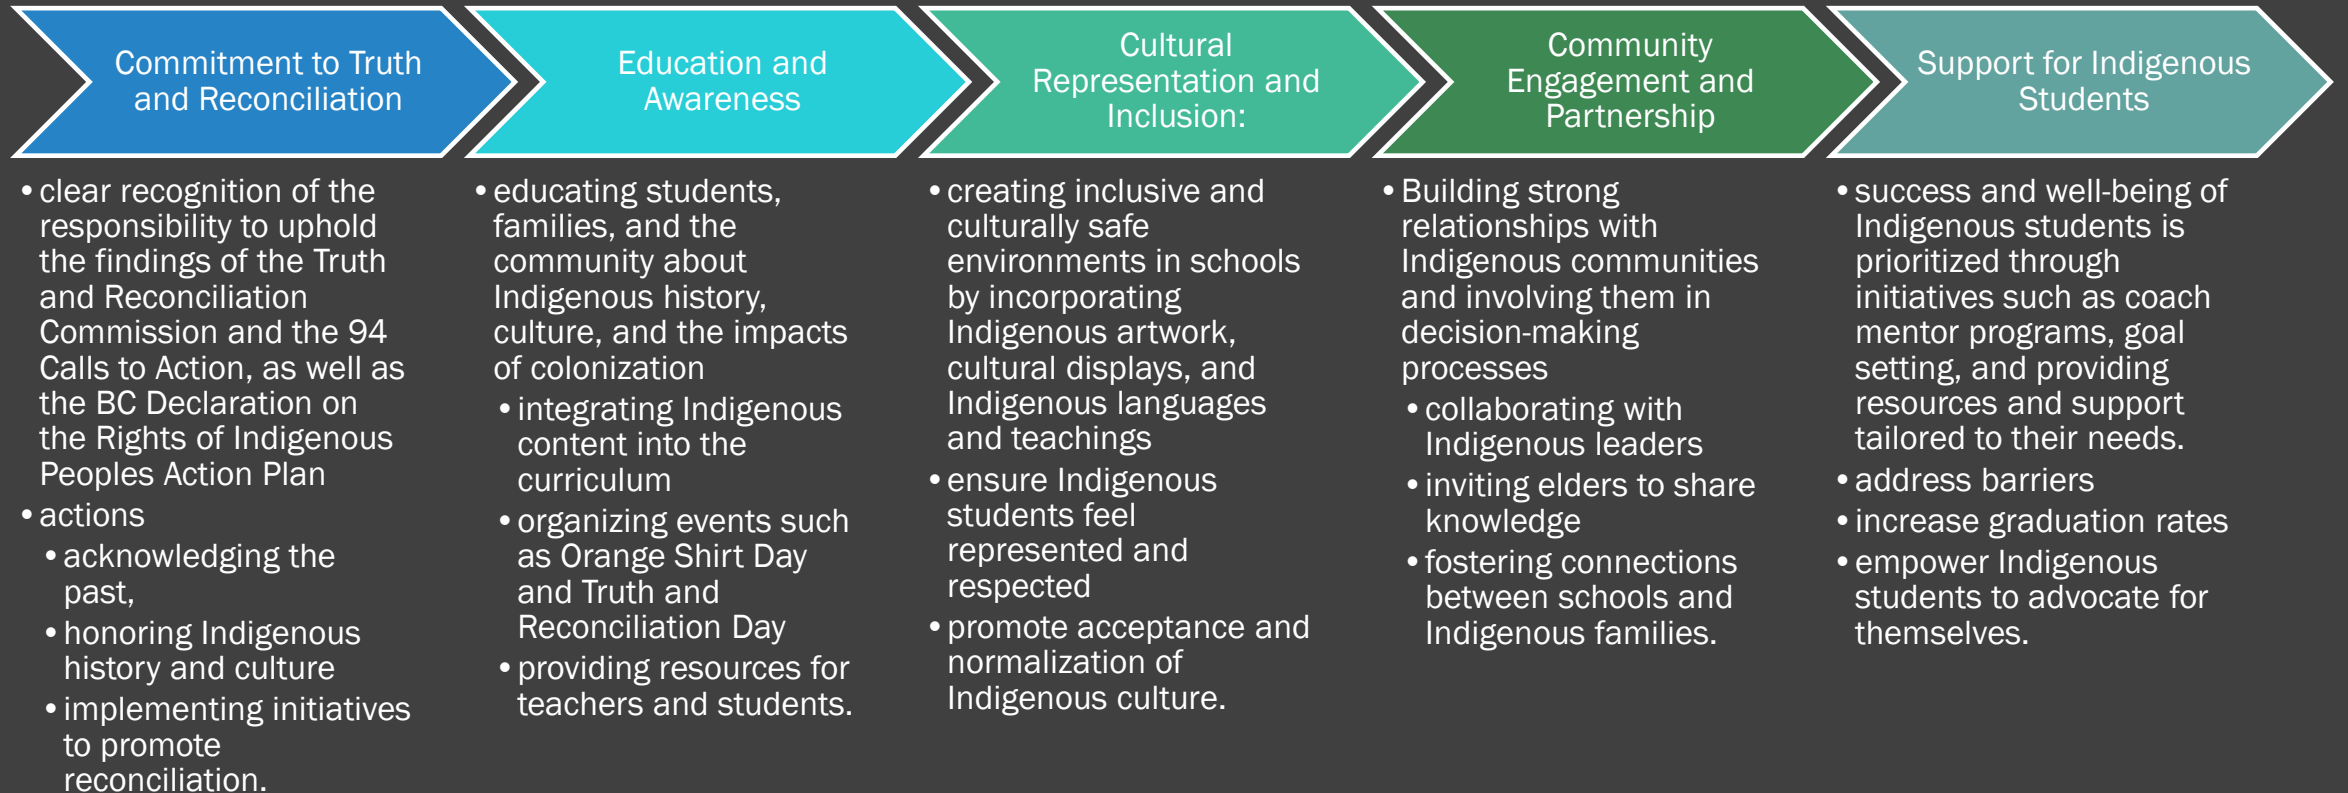 Commitment to Truth
and Reconciliation
• clear recognition of the
responsibility to uphold
the findings of the Truth
and Reconciliation
Commission and the 94
Calls to Action, as well as
the BC Declaration on
the Rights of Indigenous
Peoples Action Plan
• actions
• acknowledging the
past,
• honoring Indigenous
history and culture
• implementing initiatives
to promote
reconciliation.
Education and
Awareness
• educating students,
families, and the
community about
Indigenous history,
culture, and the impacts
of colonization
• integrating Indigenous
content into the
curriculum
• organizing events such
as Orange Shirt Day
and Truth and
Reconciliation Day
• providing resources for
teachers and students.
Cultural
Representation and
Inclusion:
• creating inclusive and
culturally safe
environments in schools
by incorporating
Indigenous artwork,
cultural displays, and
Indigenous languages
and teachings
• ensure Indigenous
students feel
represented and
respected
• promote acceptance and
normalization of
Indigenous culture.
Community
Engagement and
Partnership
• Building strong
relationships with
Indigenous communities
and involving them in
decision-making
processes
• collaborating with
Indigenous leaders
• inviting elders to share
knowledge
• fostering connections
between schools and
Indigenous families.
Support for Indigenous
Students
• success and well-being of
Indigenous students is
prioritized through
initiatives such as coach
mentor programs, goal
setting, and providing
resources and support
tailored to their needs.
• address barriers
• increase graduation rates
• empower Indigenous
students to advocate for
themselves.